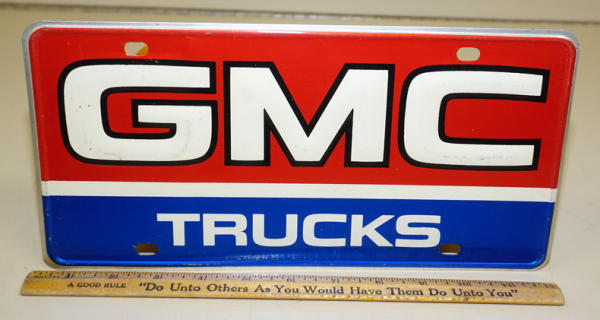 GMC
TRUCKS
A GOOD RULE "Do Unto Others As You Would Have Them Do Unto You"